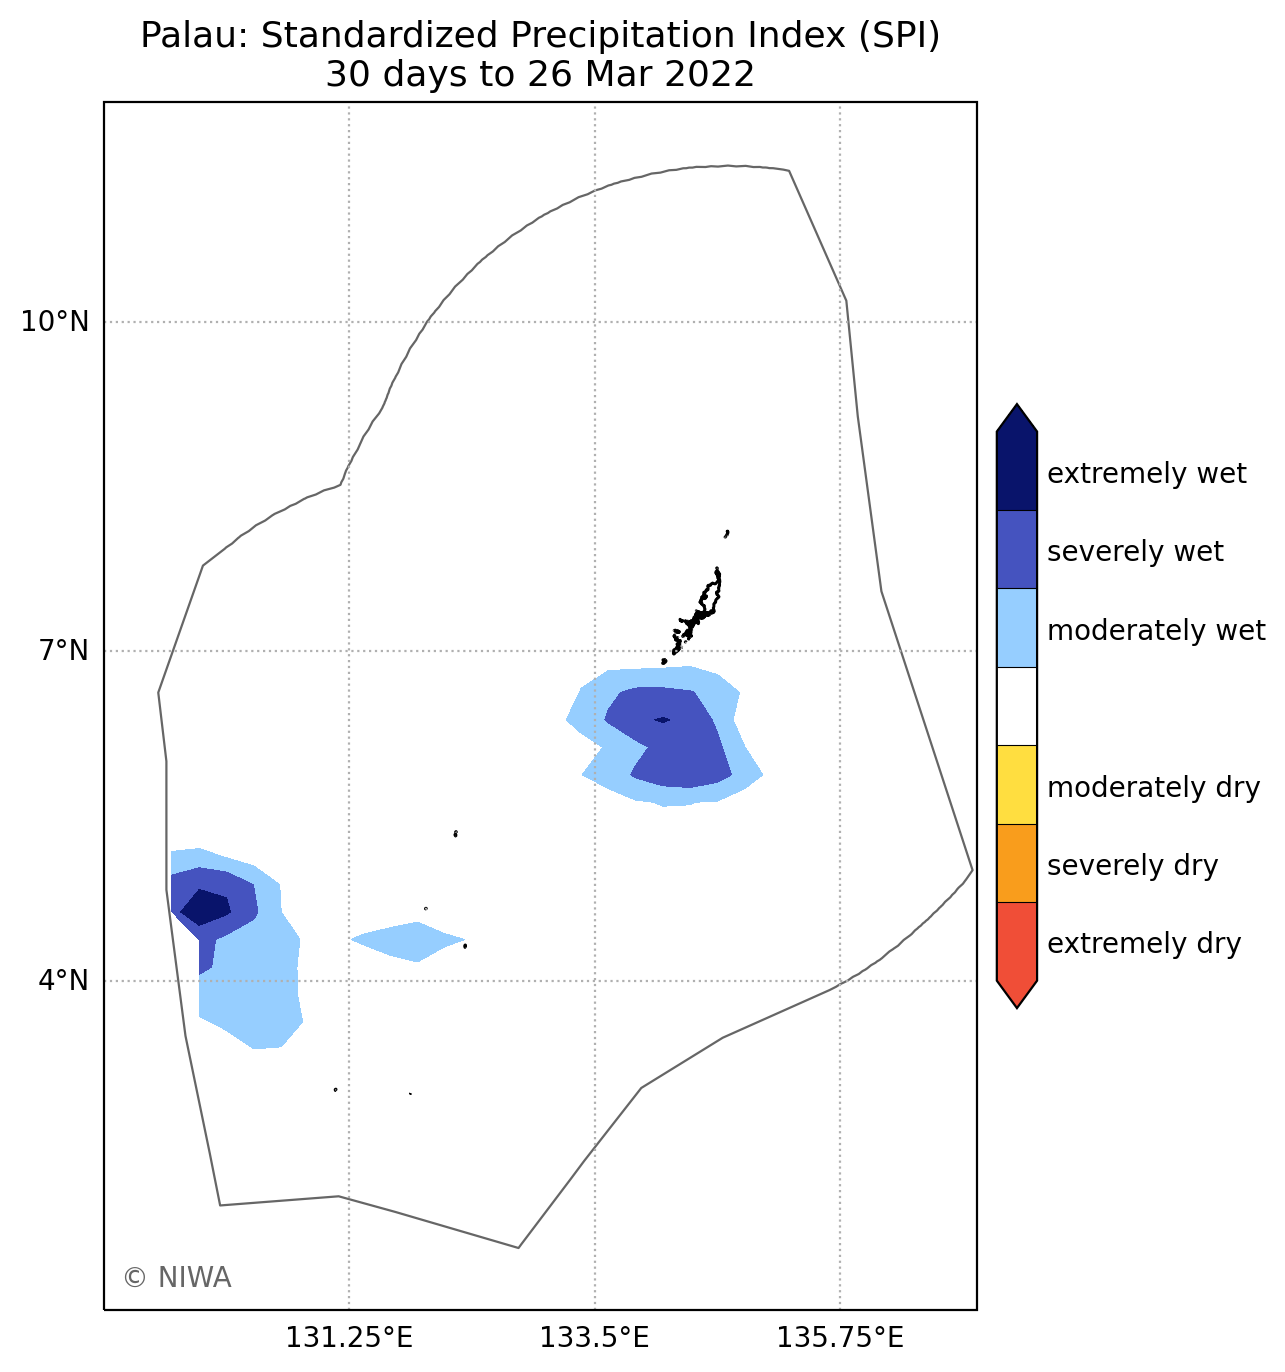 Palau: Standardized Precipitation Index (SPI)
30 days to 26 Mar 2022
10°N
7°N
4°N
extremely wet
severely wet
moderately wet
moderately dry
severely dry
extremely dry
© NIWA
131.25°E
133.5°E
135.75°E